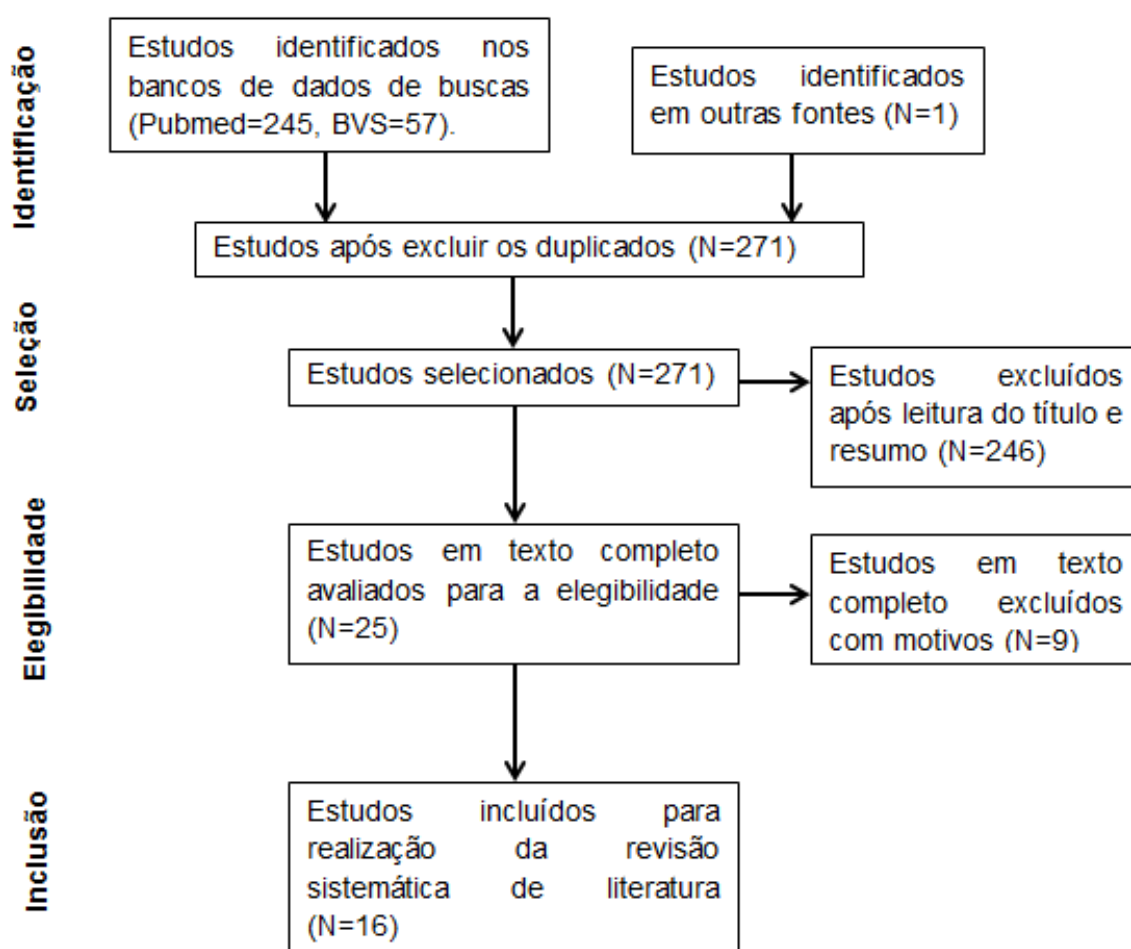 Identificação
Estudos identificados nos
bancos de dados de buscas
(Pubmed=245, BVS=57).
Estudos identificados
em outras fontes (N=1)
Estudos após excluir os duplicados (N=271)
Seleção
Estudos selecionados (N=271)
Estudos excluídos
após leitura do título e
resumo (N=246)
Elegibilidade
Estudos em texto completo
avaliados para a elegibilidade
(N=25)
Estudos em texto
completo excluídos
com motivos (N=9)
Inclusão
Estudos incluídos para
realização da revisão
sistemática de literatura
(N=16)